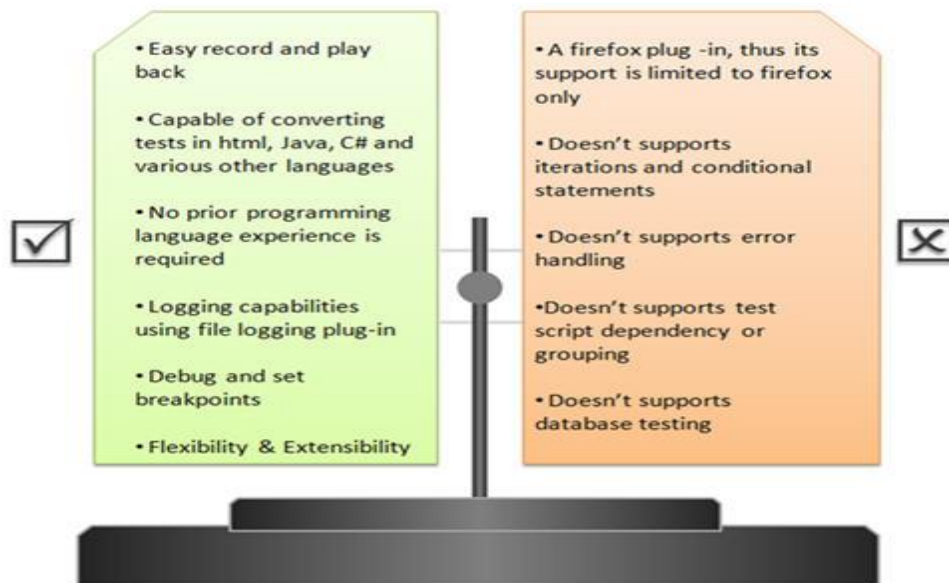 • Easy record and play
back
• Capable of converting
tests in html, Java, C# and
various other languages
• No prior programming
language experience is
required
• Logging capabilities
using file logging plug-in
• Debug and set
breakpoints
• Flexibility & Extensibility
• A firefox plug -in, thus its
support is limited to firefox
only
• Doesn’t supports
iterations and conditional
statements
• Doesn’t supports error
handling
•Doesn’t supports test
script dependency or
grouping
• Doesn’t supports
database testing